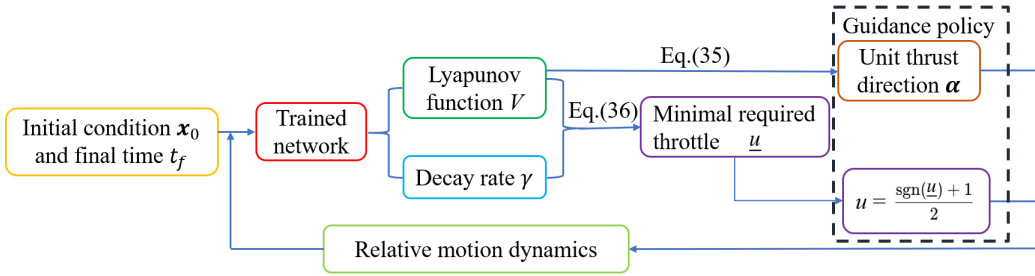 Guidance policy
Eq.(35)
Lyapunov
function V
Unit thrust
direction α
Initial condition x₀
and final time t_f
Trained
network
Eq.(36)
Minimal required
throttle u̲
Decay rate γ
u = (sgn(u̲) + 1) / 2
Relative motion dynamics